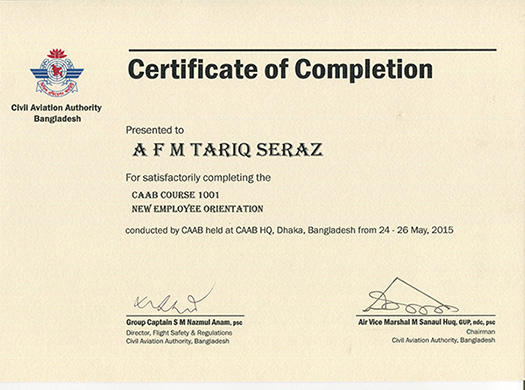 Certificate of Completion
Civil Aviation Authority
Bangladesh
Presented to
A F M TARIQ SERAZ
For satisfactorily completing the
CAAB COURSE 1001
NEW EMPLOYEE ORIENTATION
conducted by CAAB held at CAAB HQ, Dhaka, Bangladesh from 24 - 26 May, 2015
Group Captain S M Nazmul Anam, psc
Director, Flight Safety & Regulations
Civil Aviation Authority, Bangladesh
Air Vice Marshal M Sanaul Huq, GUP, ndc, psc
Chairman
Civil Aviation Authority, Bangladesh